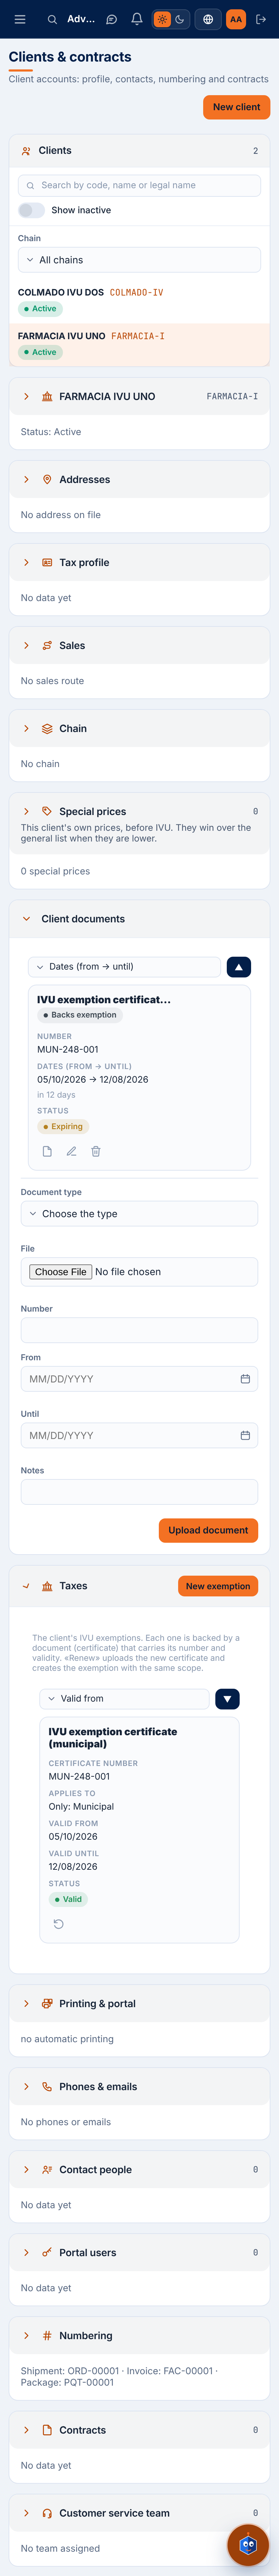 Adv...
AA
Clients & contracts
Client accounts: profile, contacts, numbering and contracts
New client
Clients
2
Search by code, name or legal name
Show inactive
Chain
All chains
COLMADO IVU DOS COLMADO-IV
Active
FARMACIA IVU UNO FARMACIA-I
Active
FARMACIA IVU UNO
FARMACIA-I
Status: Active
Addresses
No address on file
Tax profile
No data yet
Sales
No sales route
Chain
No chain
Special prices
0
This client's own prices, before IVU. They win over the
general list when they are lower.
0 special prices
Client documents
Dates (from → until)
▲
IVU exemption certificat...
Backs exemption
NUMBER
MUN-248-001
DATES (FROM → UNTIL)
05/10/2026 → 12/08/2026
in 12 days
STATUS
Expiring
Document type
Choose the type
File
Choose File No file chosen
Number
From
MM/DD/YYYY
Until
MM/DD/YYYY
Notes
Upload document
Taxes
New exemption
The client's IVU exemptions. Each one is backed by a
document (certificate) that carries its number and
validity. «Renew» uploads the new certificate and
creates the exemption with the same scope.
Valid from
▼
IVU exemption certificate
(municipal)
CERTIFICATE NUMBER
MUN-248-001
APPLIES TO
Only: Municipal
VALID FROM
05/10/2026
VALID UNTIL
12/08/2026
STATUS
Valid
Printing & portal
no automatic printing
Phones & emails
0
No phones or emails
Contact people
0
No data yet
Portal users
0
No data yet
Numbering
Shipment: ORD-00001 · Invoice: FAC-00001 ·
Package: PQT-00001
Contracts
0
No data yet
Customer service team
0
No team assigned